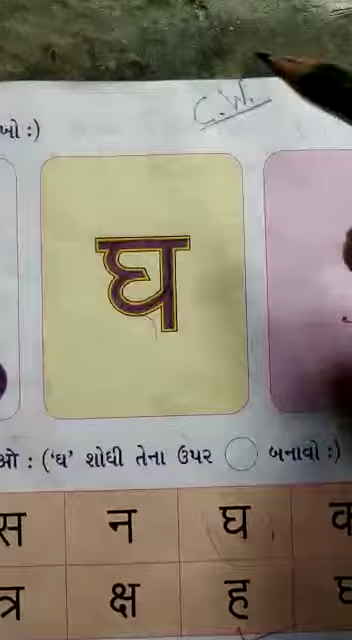 C.W.
ખો :)
घ
ઓ : ('ઘ' શોધી તેના ઉપર ◯ બનાવો :)
स न घ क
त्र क्ष ह घ